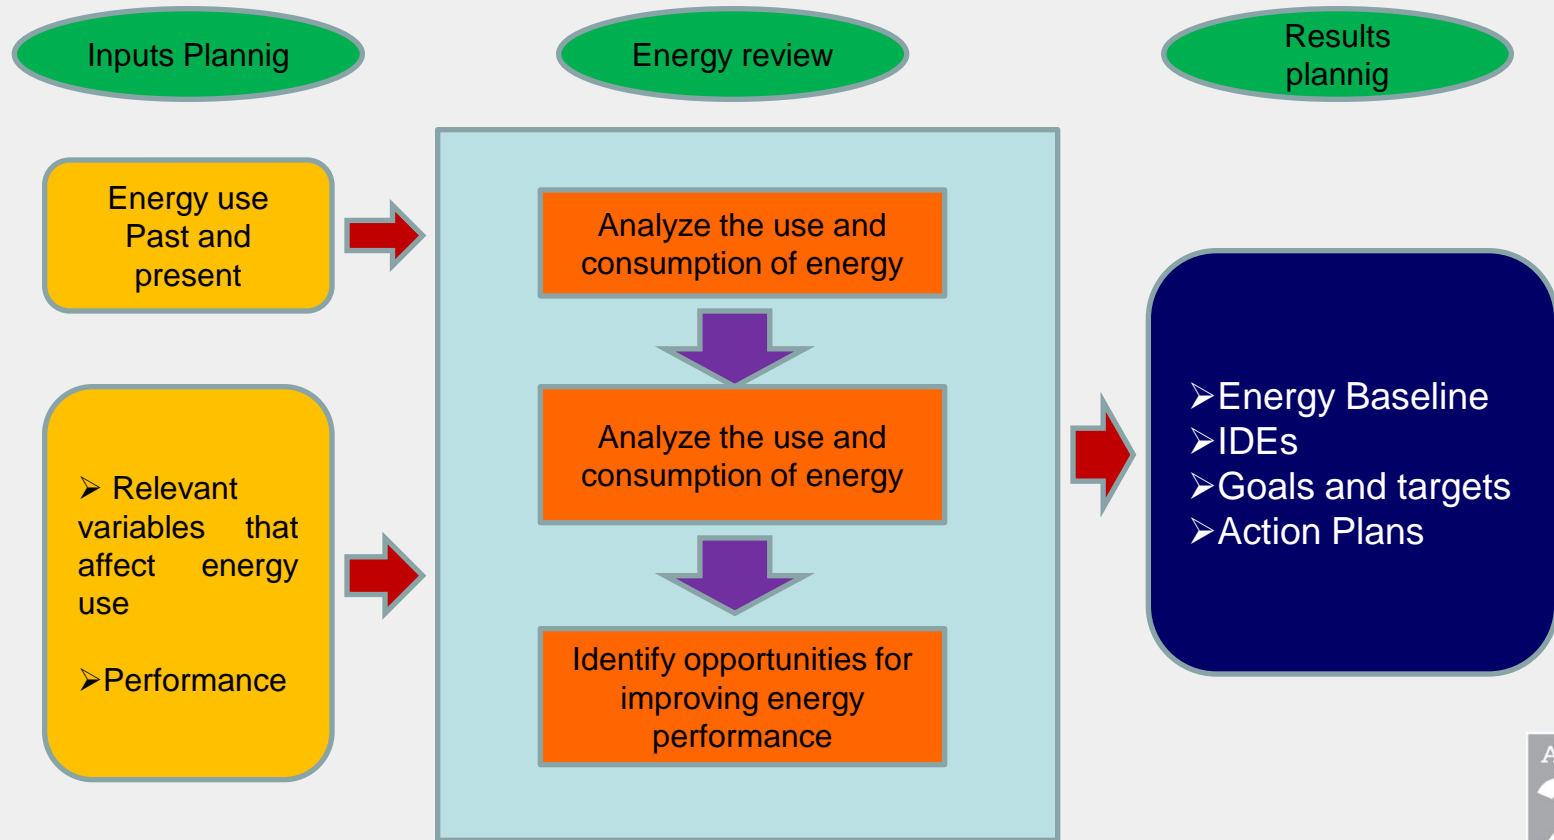 Inputs Plannig
Energy review
Results
plannig
Energy use
Past and
present
➢ Relevant
variables that
affect energy
use
➢Performance
Analyze the use and
consumption of energy
Analyze the use and
consumption of energy
Identify opportunities for
improving energy
performance
➢Energy Baseline
➢IDEs
➢Goals and targets
➢Action Plans
A